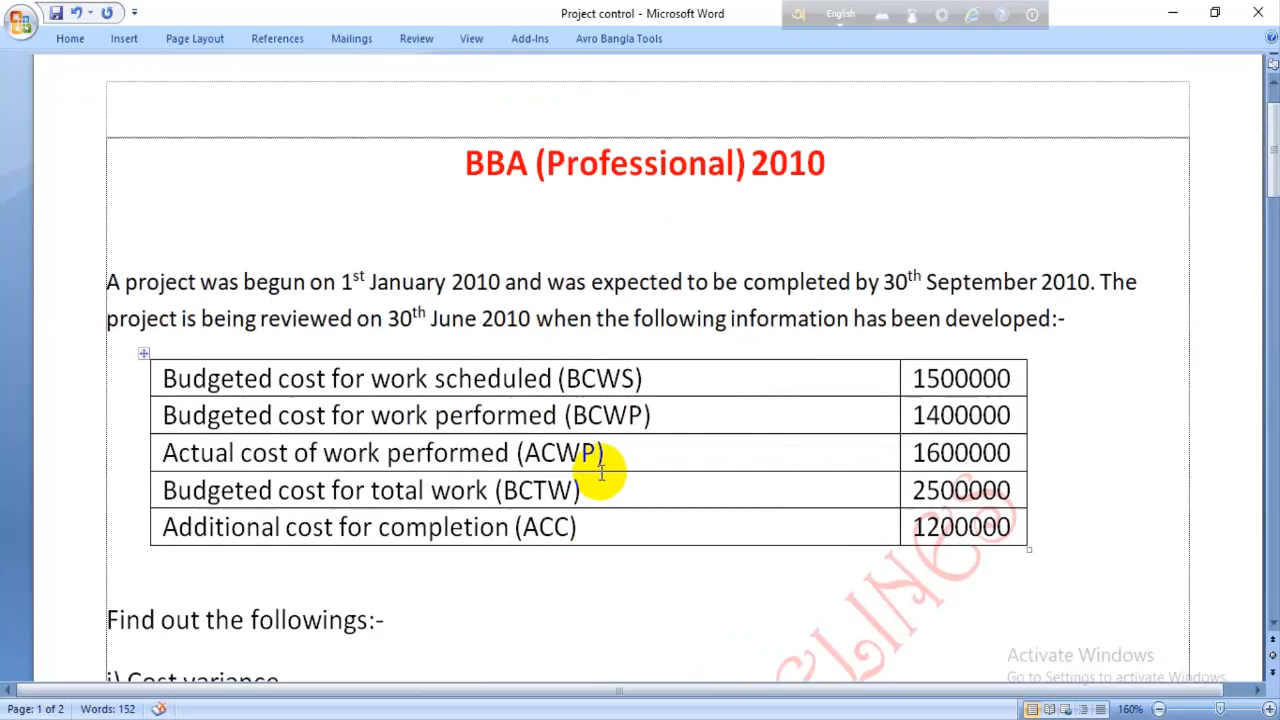 Project control - Microsoft Word
English
Home Insert Page Layout References Mailings Review View Add-Ins Avro Bangla Tools
BBA (Professional) 2010
A project was begun on 1st January 2010 and was expected to be completed by 30th September 2010. The
project is being reviewed on 30th June 2010 when the following information has been developed:-
Budgeted cost for work scheduled (BCWS) 1500000
Budgeted cost for work performed (BCWP) 1400000
Actual cost of work performed (ACWP) 1600000
Budgeted cost for total work (BCTW) 2500000
Additional cost for completion (ACC) 1200000
Find out the followings:-
i) Cost variance
Activate Windows
Go to Settings to activate Windows.
Page: 1 of 2 Words: 152 160%